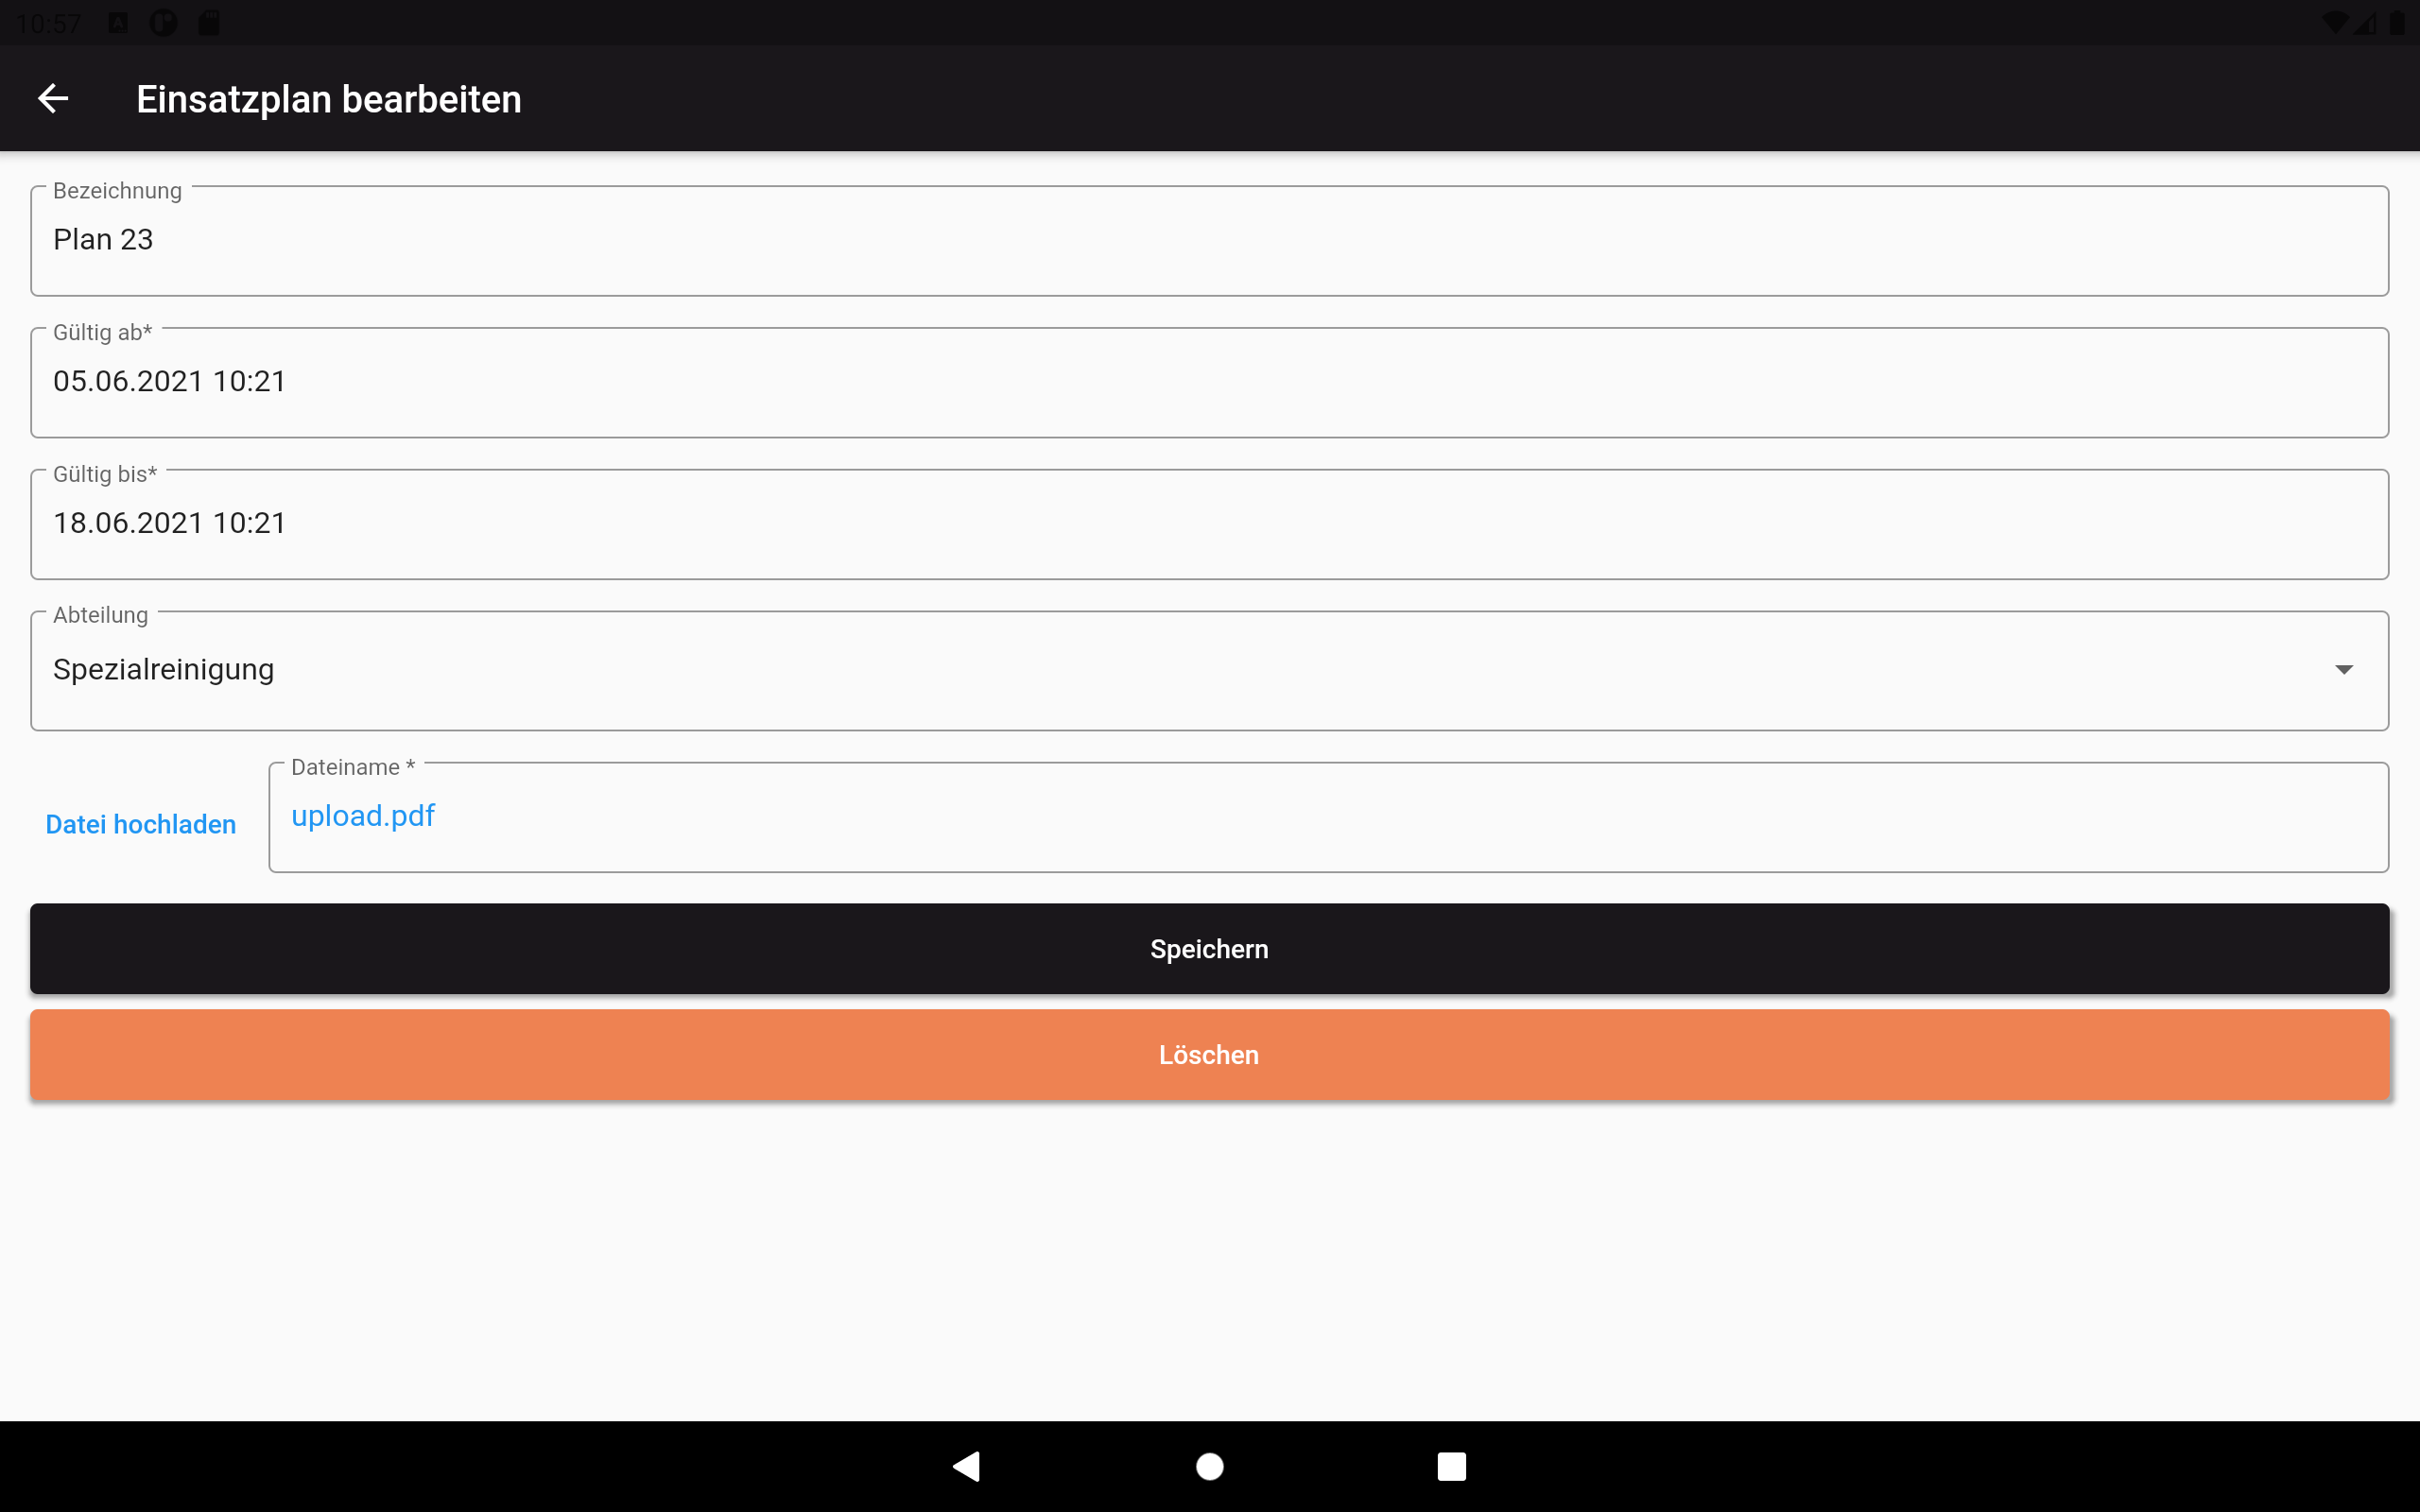 10:57
Einsatzplan bearbeiten
Bezeichnung
Plan 23
Gültig ab*
05.06.2021 10:21
Gültig bis*
18.06.2021 10:21
Abteilung
Spezialreinigung
Dateiname *
Datei hochladen
upload.pdf
Speichern
Löschen